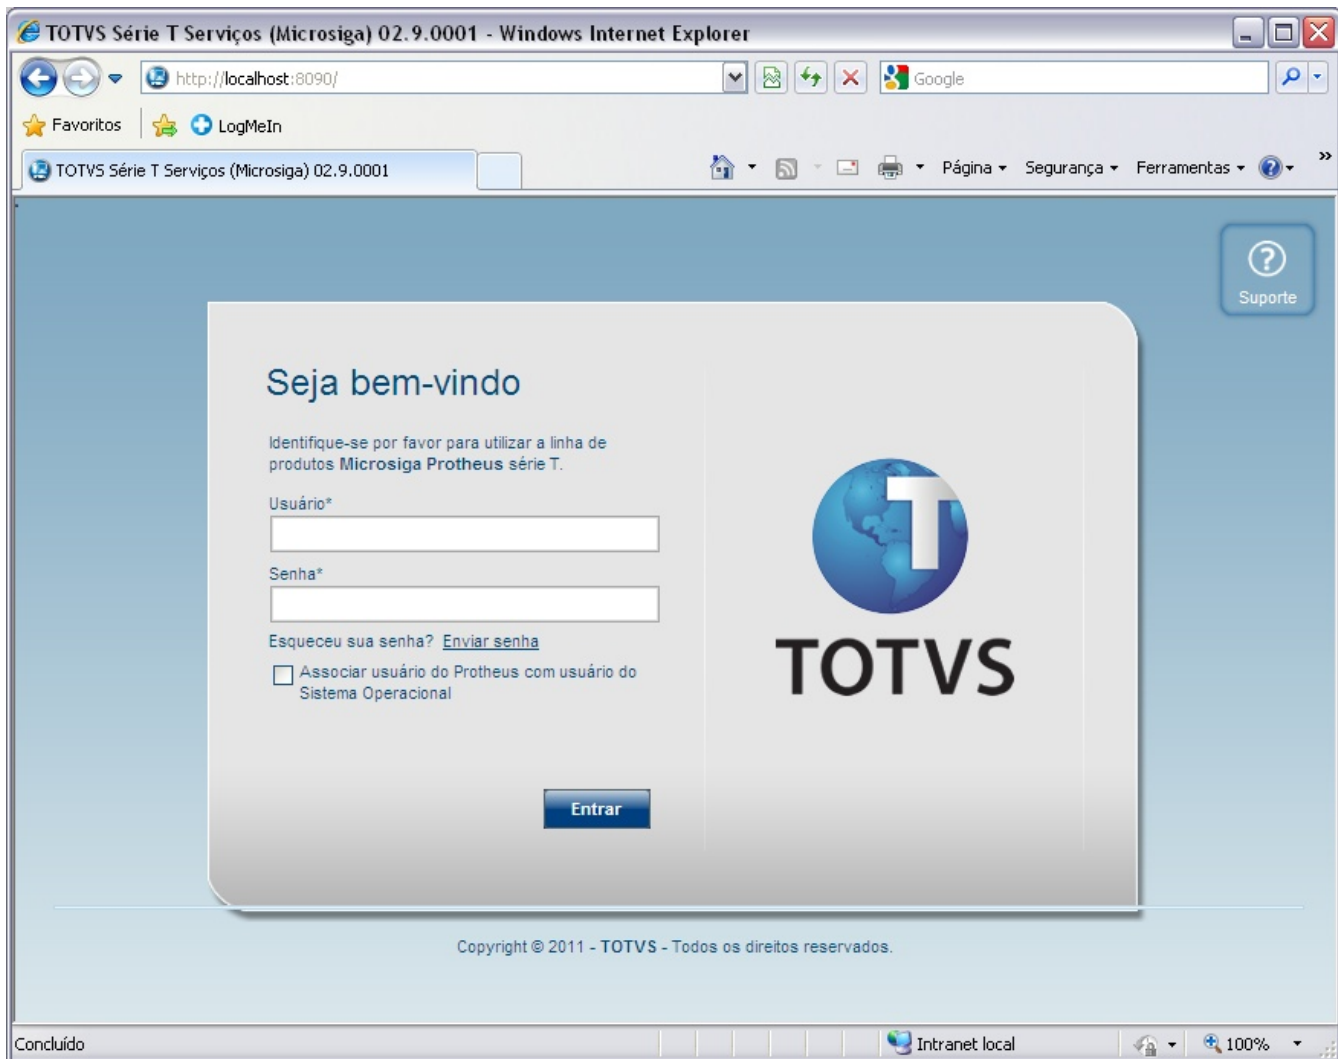 TOTVS Série T Serviços (Microsiga) 02.9.0001 - Windows Internet Explorer
http://localhost:8090/
Google
Favoritos
LogMeIn
TOTVS Série T Serviços (Microsiga) 02.9.0001
Página
Segurança
Ferramentas
Suporte
Seja bem-vindo
Identifique-se por favor para utilizar a linha de
produtos Microsiga Protheus série T.
Usuário*
Senha*
Esqueceu sua senha? Enviar senha
Associar usuário do Protheus com usuário do
Sistema Operacional
Entrar
T
TOTVS
Copyright © 2011 - TOTVS - Todos os direitos reservados.
Concluído
Intranet local
100%